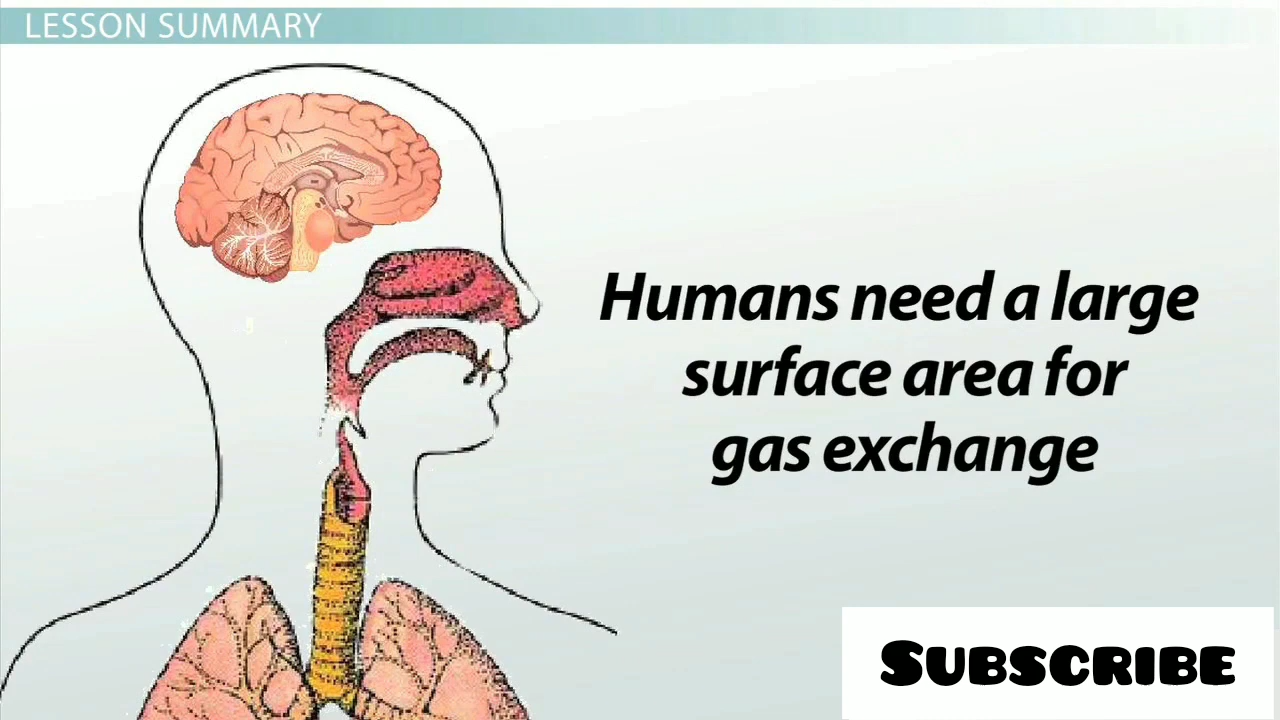 LESSON SUMMARY
Humans need a large
surface area for
gas exchange
SUBSCRIBE